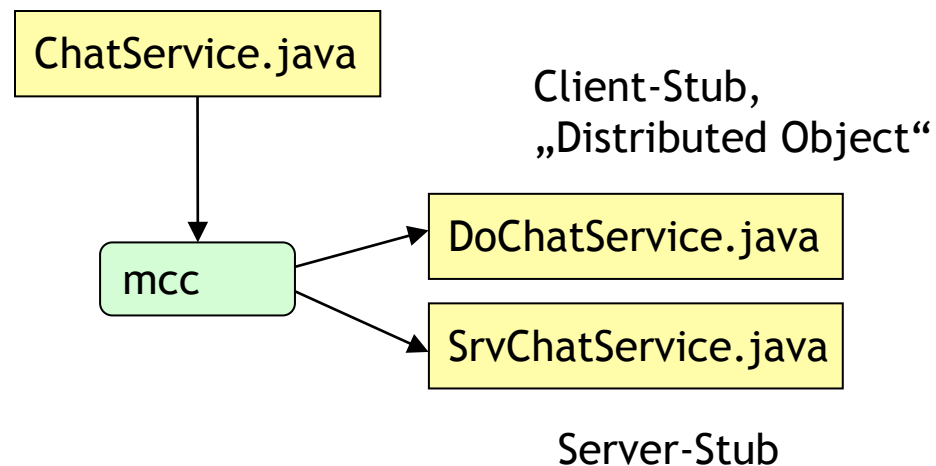 ChatService.java
Client-Stub,
„Distributed Object“
DoChatService.java
mcc
SrvChatService.java
Server-Stub